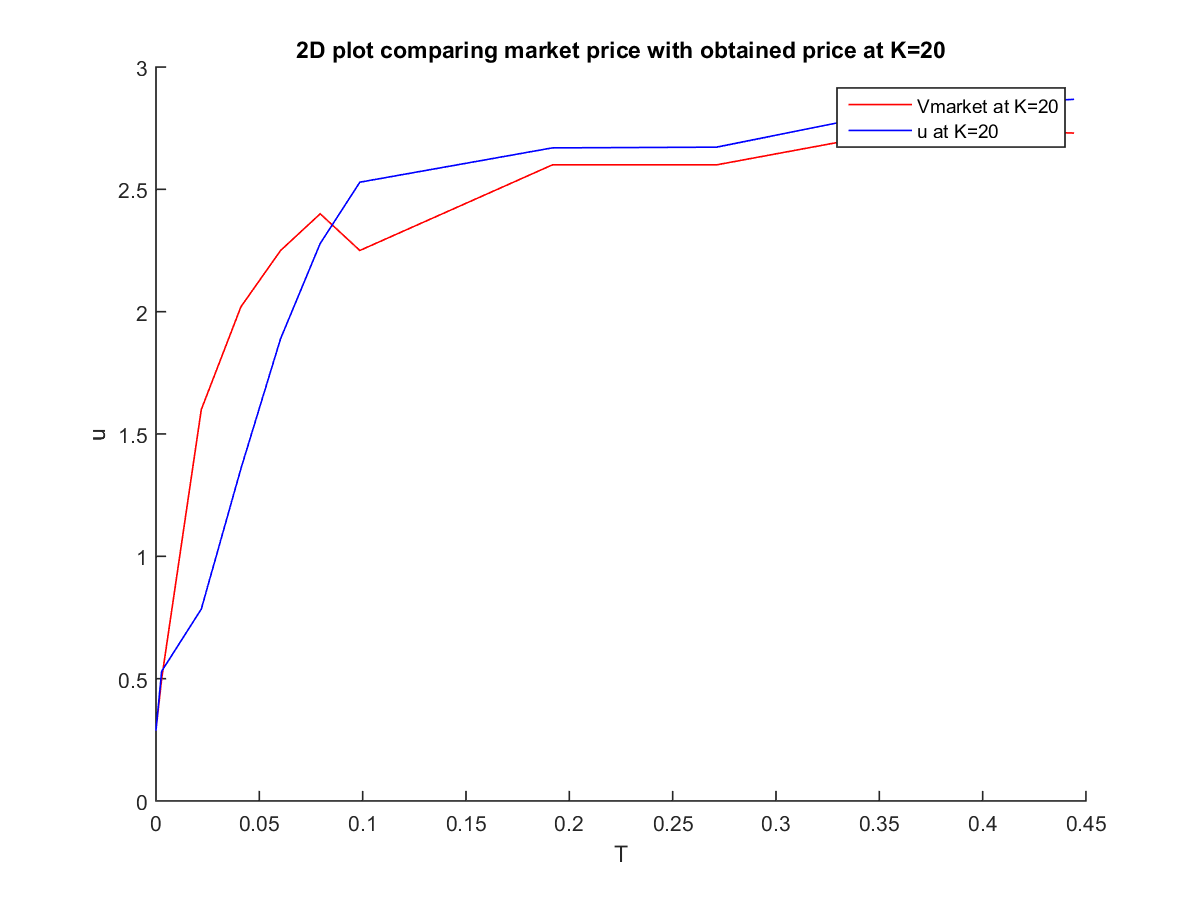 2D plot comparing market price with obtained price at K=20
3
Vmarket at K=20
u at K=20
2.5
2
u
1.5
1
0.5
0
0 0.05 0.1 0.15 0.2 0.25 0.3 0.35 0.4 0.45
T